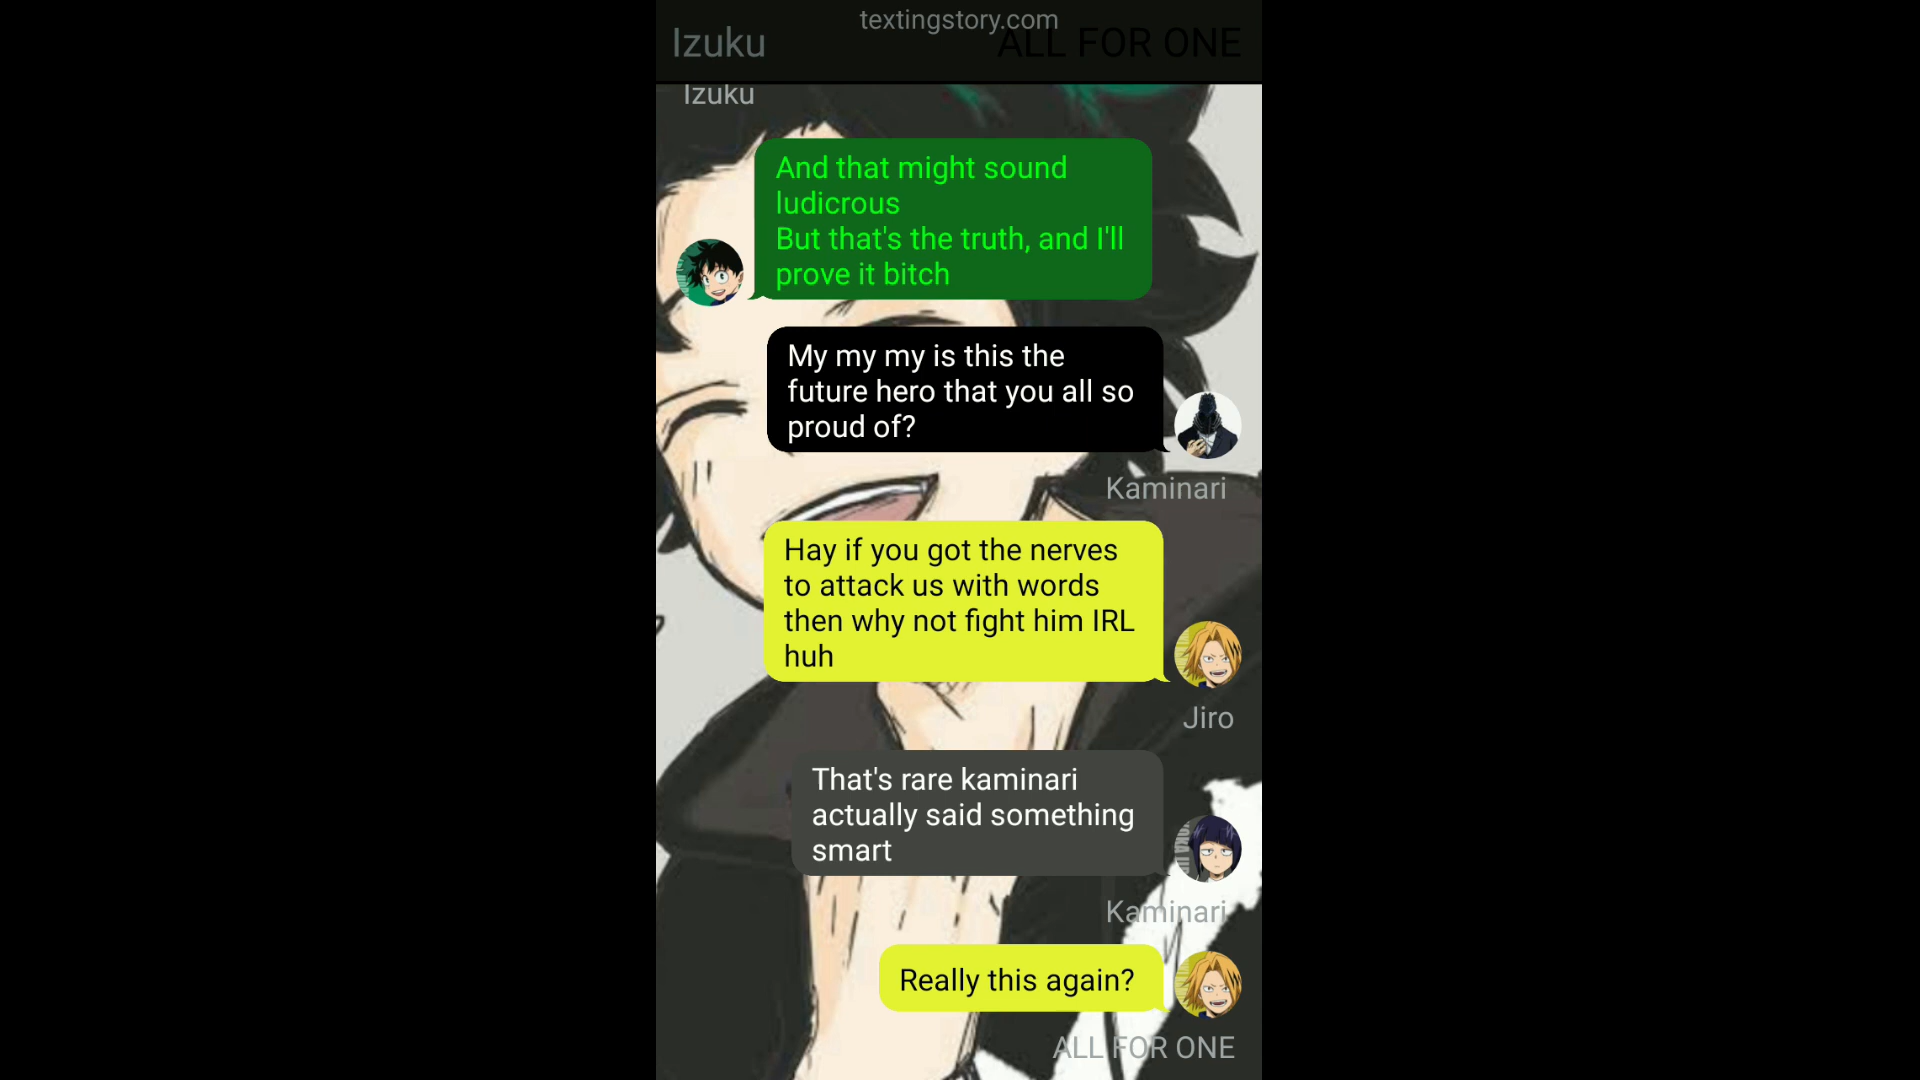 textingstory.com
Izuku
ALL FOR ONE
Izuku
And that might sound
ludicrous
But that's the truth, and I'll
prove it bitch
My my my is this the
future hero that you all so
proud of?
Kaminari
Hay if you got the nerves
to attack us with words
then why not fight him IRL
huh
Jiro
That's rare kaminari
actually said something
smart
Kaminari
Really this again?
ALL FOR ONE